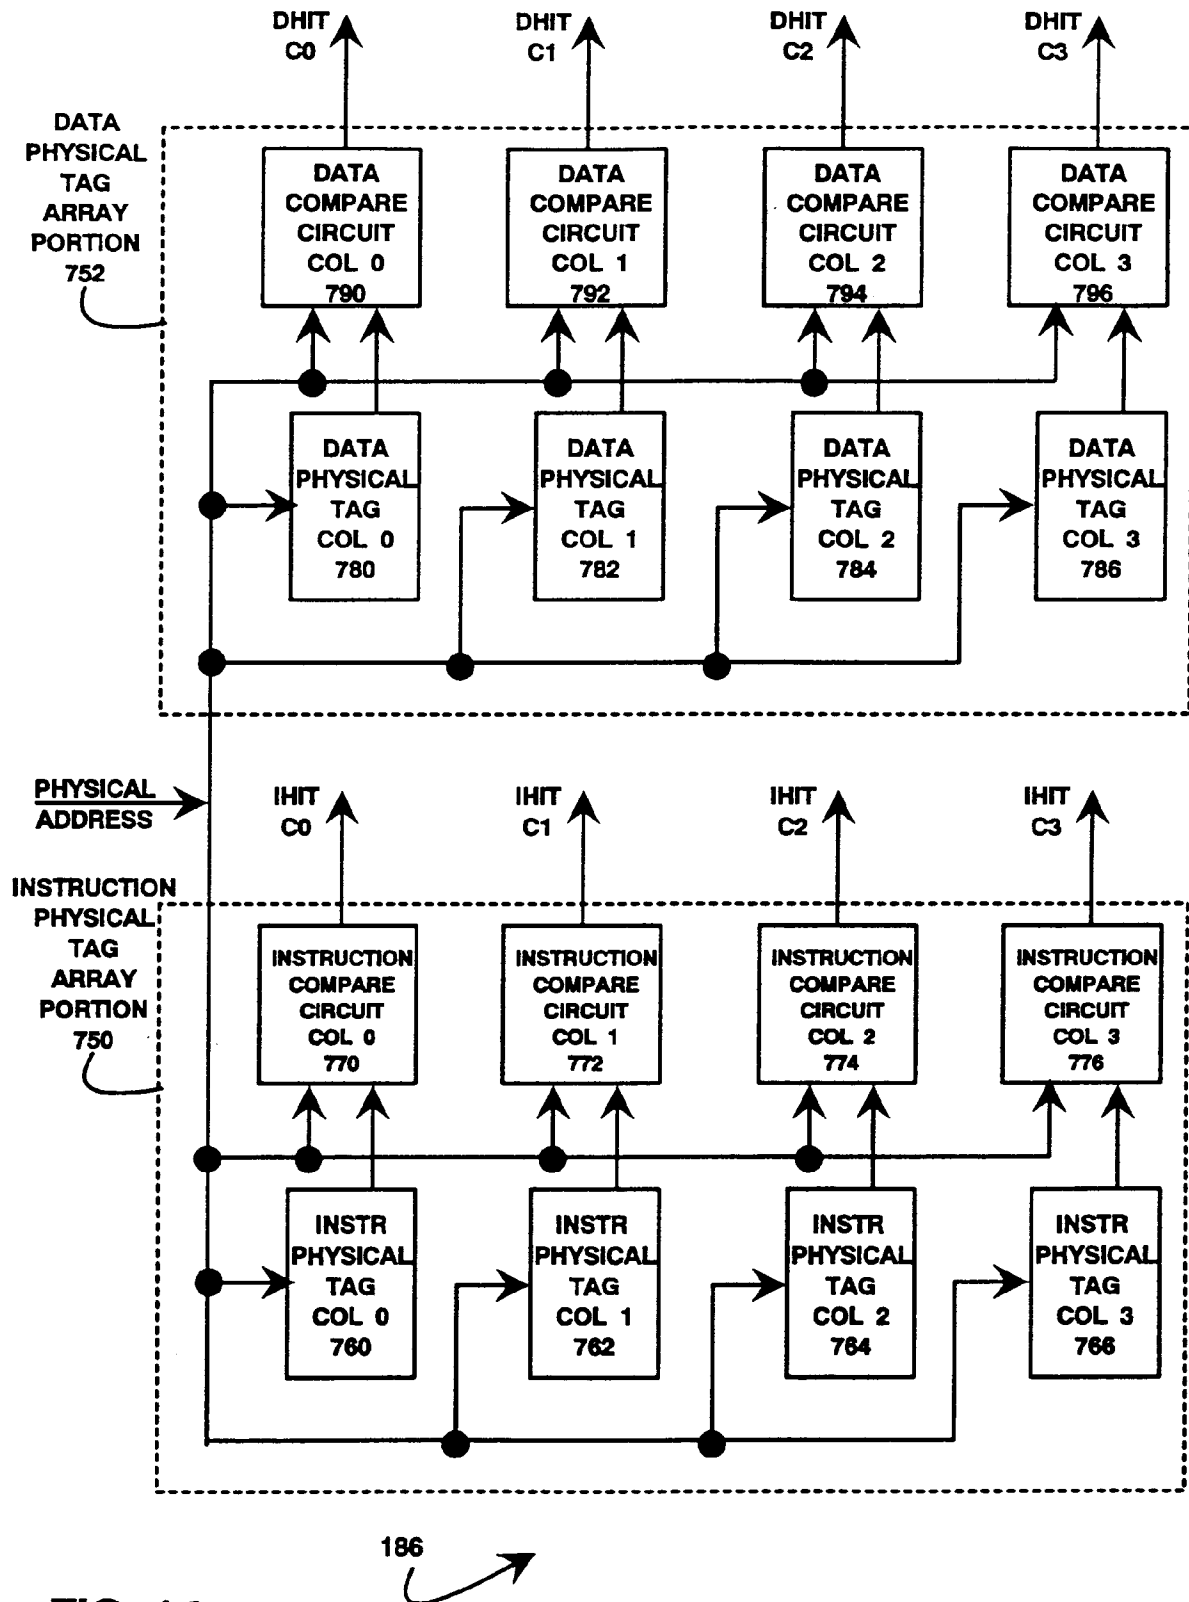 DHIT
C0
DHIT
C1
DHIT
C2
DHIT
C3
DATA
PHYSICAL
TAG
ARRAY
PORTION
752
DATA
COMPARE
CIRCUIT
COL 0
790
DATA
COMPARE
CIRCUIT
COL 1
792
DATA
COMPARE
CIRCUIT
COL 2
794
DATA
COMPARE
CIRCUIT
COL 3
796
DATA
PHYSICAL
TAG
COL 0
780
DATA
PHYSICAL
TAG
COL 1
782
DATA
PHYSICAL
TAG
COL 2
784
DATA
PHYSICAL
TAG
COL 3
786
PHYSICAL
ADDRESS
IHIT
C0
IHIT
C1
IHIT
C2
IHIT
C3
INSTRUCTION
PHYSICAL
TAG
ARRAY
PORTION
750
INSTRUCTION
COMPARE
CIRCUIT
COL 0
770
INSTRUCTION
COMPARE
CIRCUIT
COL 1
772
INSTRUCTION
COMPARE
CIRCUIT
COL 2
774
INSTRUCTION
COMPARE
CIRCUIT
COL 3
776
INSTR
PHYSICAL
TAG
COL 0
760
INSTR
PHYSICAL
TAG
COL 1
762
INSTR
PHYSICAL
TAG
COL 2
764
INSTR
PHYSICAL
TAG
COL 3
766
186